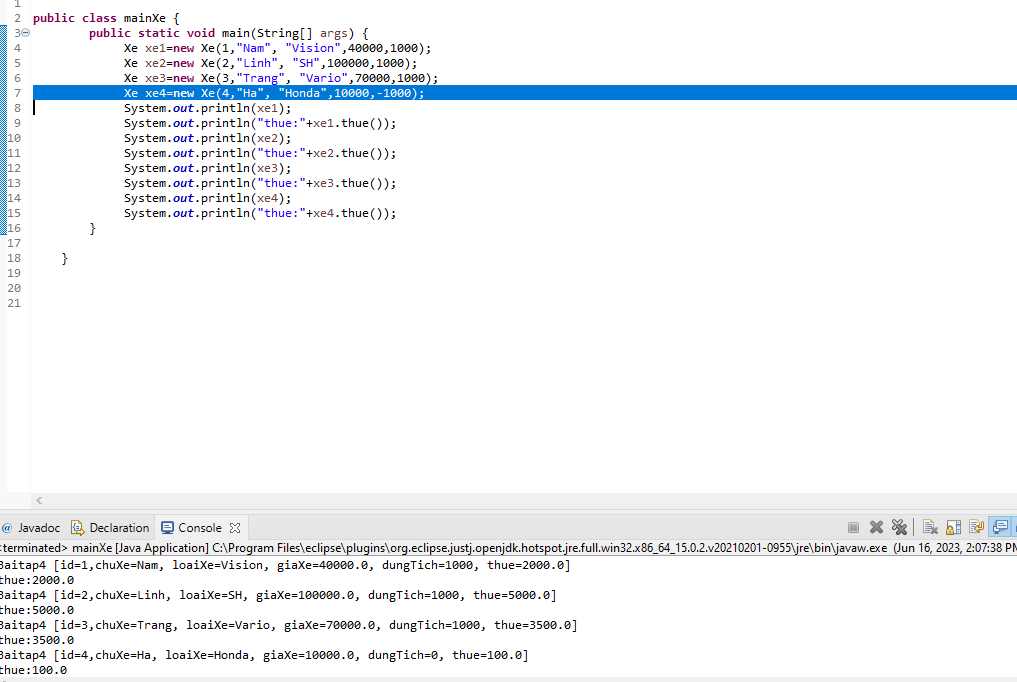 1
2 public class mainXe {
3 public static void main(String[] args) {
4 Xe xe1=new Xe(1,"Nam", "Vision",40000,1000);
5 Xe xe2=new Xe(2,"Linh", "SH",100000,1000);
6 Xe xe3=new Xe(3,"Trang", "Vario",70000,1000);
7 Xe xe4=new Xe(4,"Ha", "Honda",10000,-1000);
8 System.out.println(xe1);
9 System.out.println("thue:"+xe1.thue());
10 System.out.println(xe2);
11 System.out.println("thue:"+xe2.thue());
12 System.out.println(xe3);
13 System.out.println("thue:"+xe3.thue());
14 System.out.println(xe4);
15 System.out.println("thue:"+xe4.thue());
16 }
17
18 }
19
20
21
@ Javadoc Declaration Console
<terminated> mainXe [Java Application] C:\Program Files\eclipse\plugins\org.eclipse.justj.openjdk.hotspot.jre.full.win32.x86_64_15.0.2.v20210201-0955\jre\bin\javaw.exe (Jun 16, 2023, 2:07:38 PM
Baitap4 [id=1,chuXe=Nam, loaiXe=Vision, giaXe=40000.0, dungTich=1000, thue=2000.0]
thue:2000.0
Baitap4 [id=2,chuXe=Linh, loaiXe=SH, giaXe=100000.0, dungTich=1000, thue=5000.0]
thue:5000.0
Baitap4 [id=3,chuXe=Trang, loaiXe=Vario, giaXe=70000.0, dungTich=1000, thue=3500.0]
thue:3500.0
Baitap4 [id=4,chuXe=Ha, loaiXe=Honda, giaXe=10000.0, dungTich=0, thue=100.0]
thue:100.0